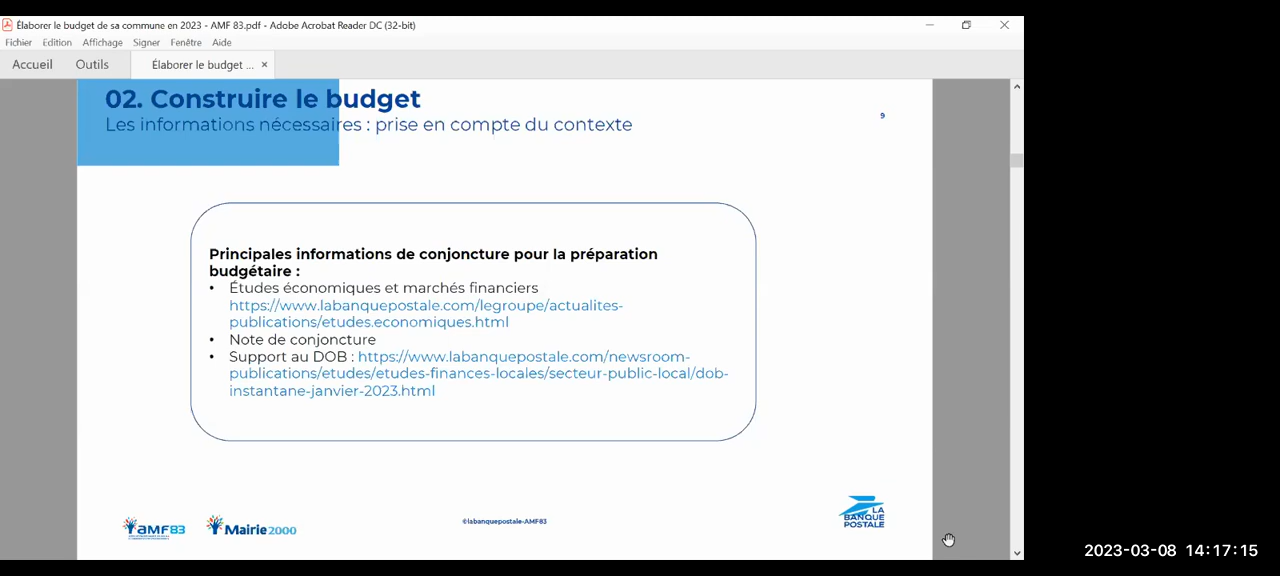 Élaborer le budget de sa commune en 2023 - AMF 83.pdf - Adobe Acrobat Reader DC (32-bit)
Fichier Edition Affichage Signer Fenêtre Aide
Accueil Outils Élaborer le budget ... ×
02. Construire le budget
Les informations nécessaires : prise en compte du contexte
9
Principales informations de conjoncture pour la préparation
budgétaire :
• Études économiques et marchés financiers
https://www.labanquepostale.com/legroupe/actualites-
publications/etudes.economiques.html
• Note de conjoncture
• Support au DOB : https://www.labanquepostale.com/newsroom-
publications/etudes/etudes-finances-locales/secteur-public-local/dob-
instantane-janvier-2023.html
AMF83 Mairie2000
©labanquepostale-AMF83
LA
BANQUE
POSTALE
2023-03-08 14:17:15